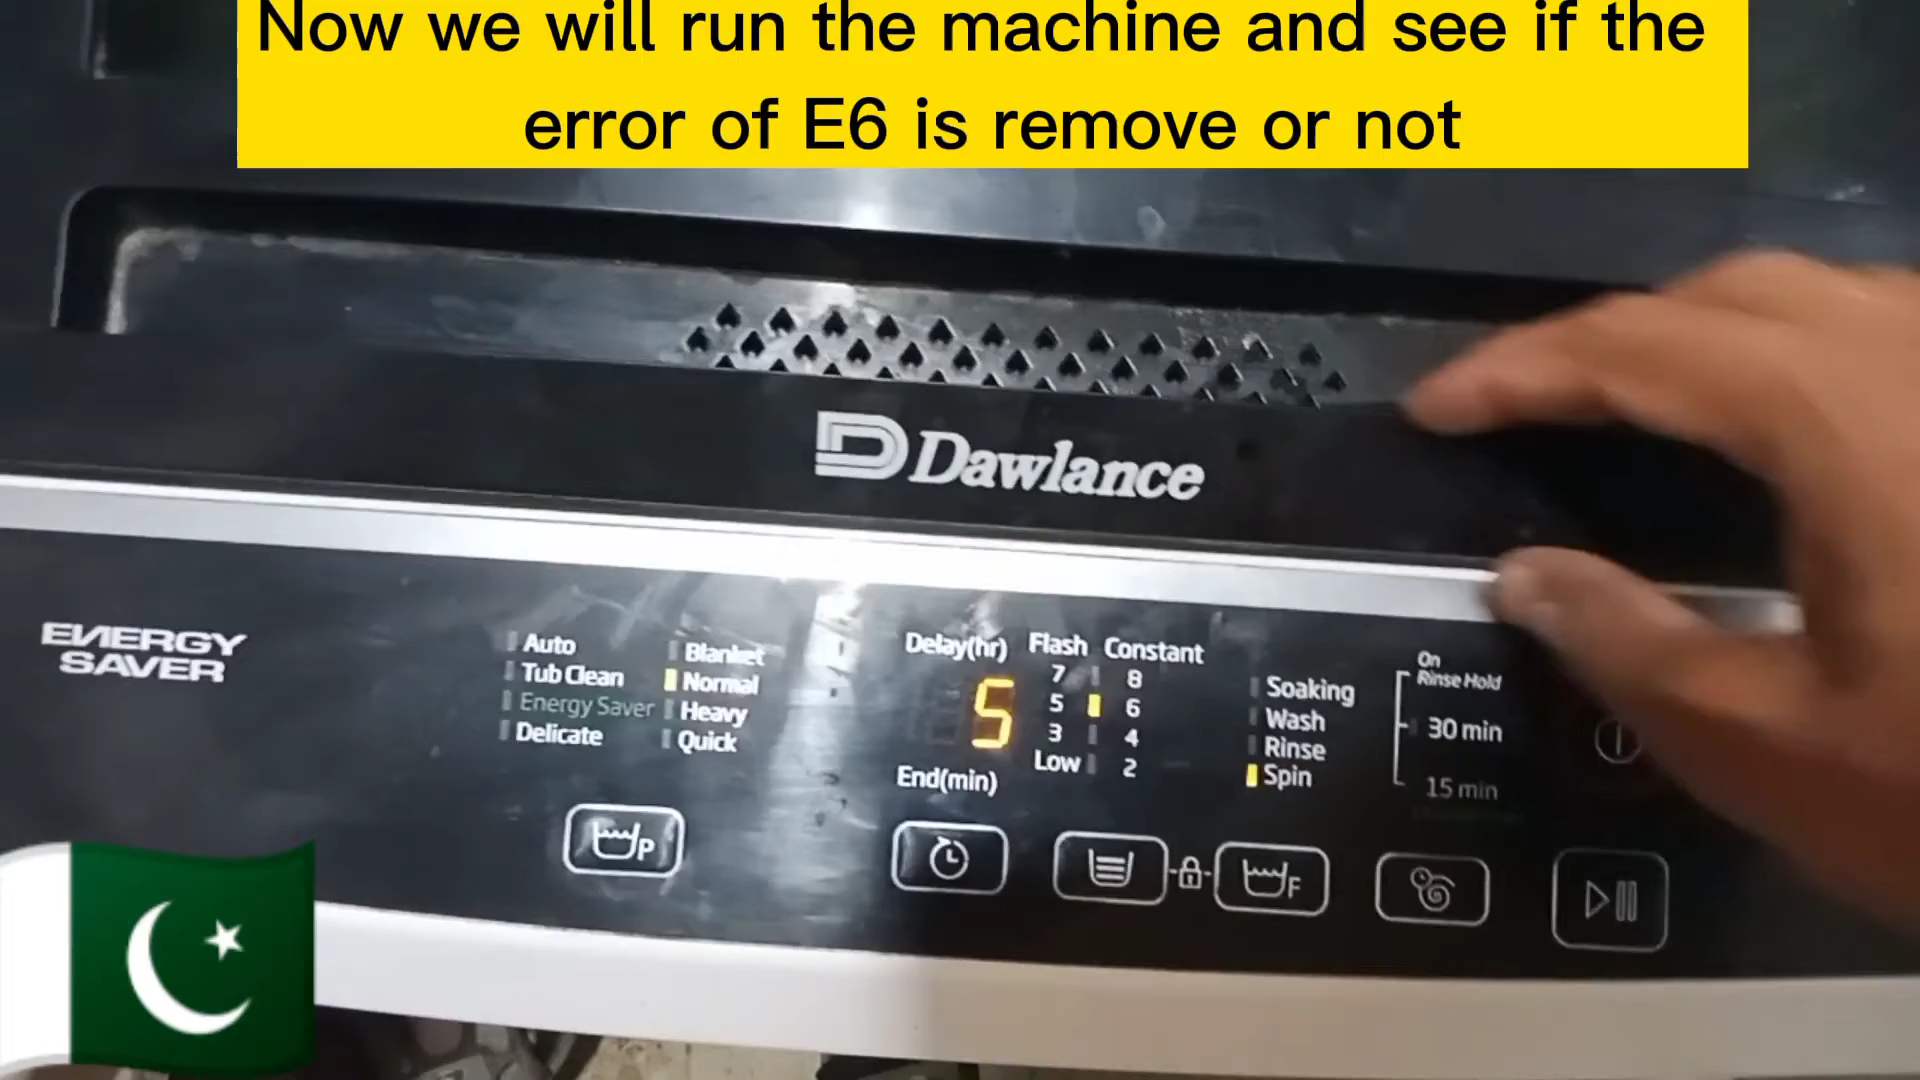 Now we will run the machine and see if the
error of E6 is remove or not
Dawlance
ENERGY
SAVER
Auto
Tub Clean
Energy Saver
Delicate
Blanket
Normal
Heavy
Quick
Delay(hr)
5
End(min)
Flash Constant
7 8
5 6
3 4
Low 2
Soaking
Wash
Rinse
Spin
On
Rinse Hold
30 min
15 min
P
F